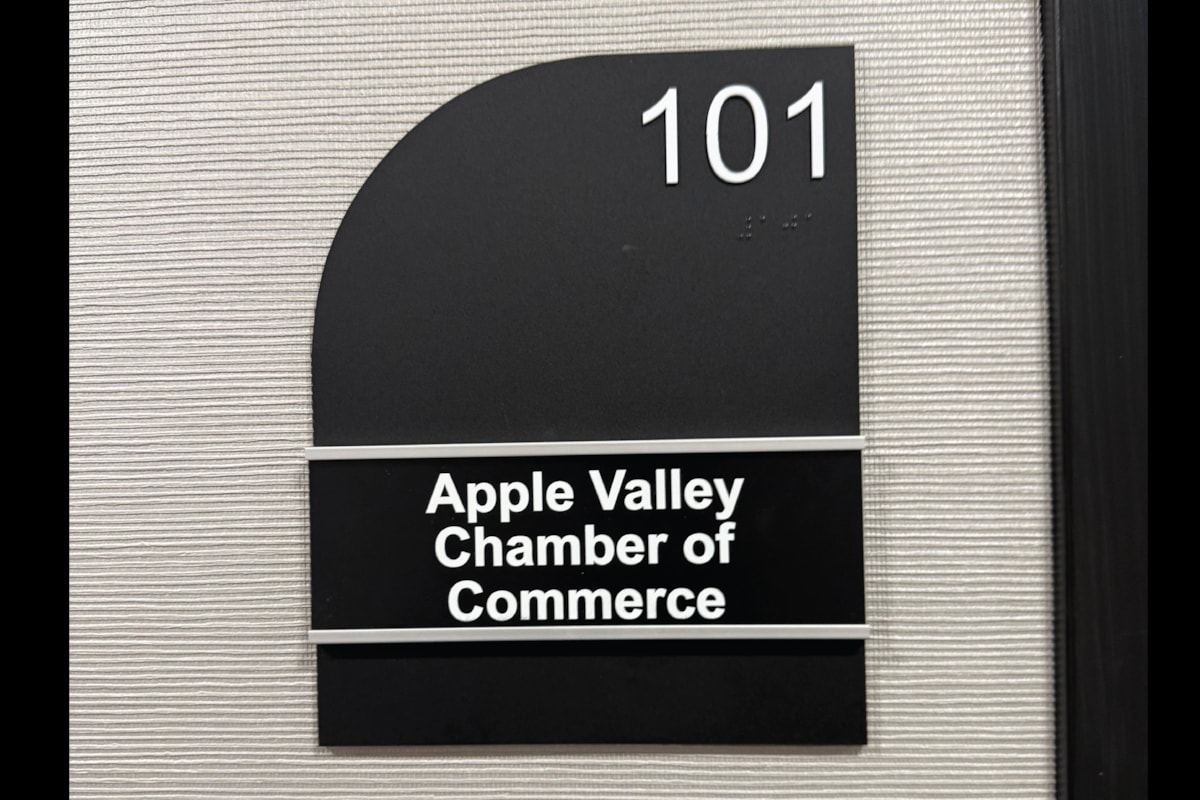 101
⠼⠁⠚⠁
Apple Valley
Chamber of
Commerce